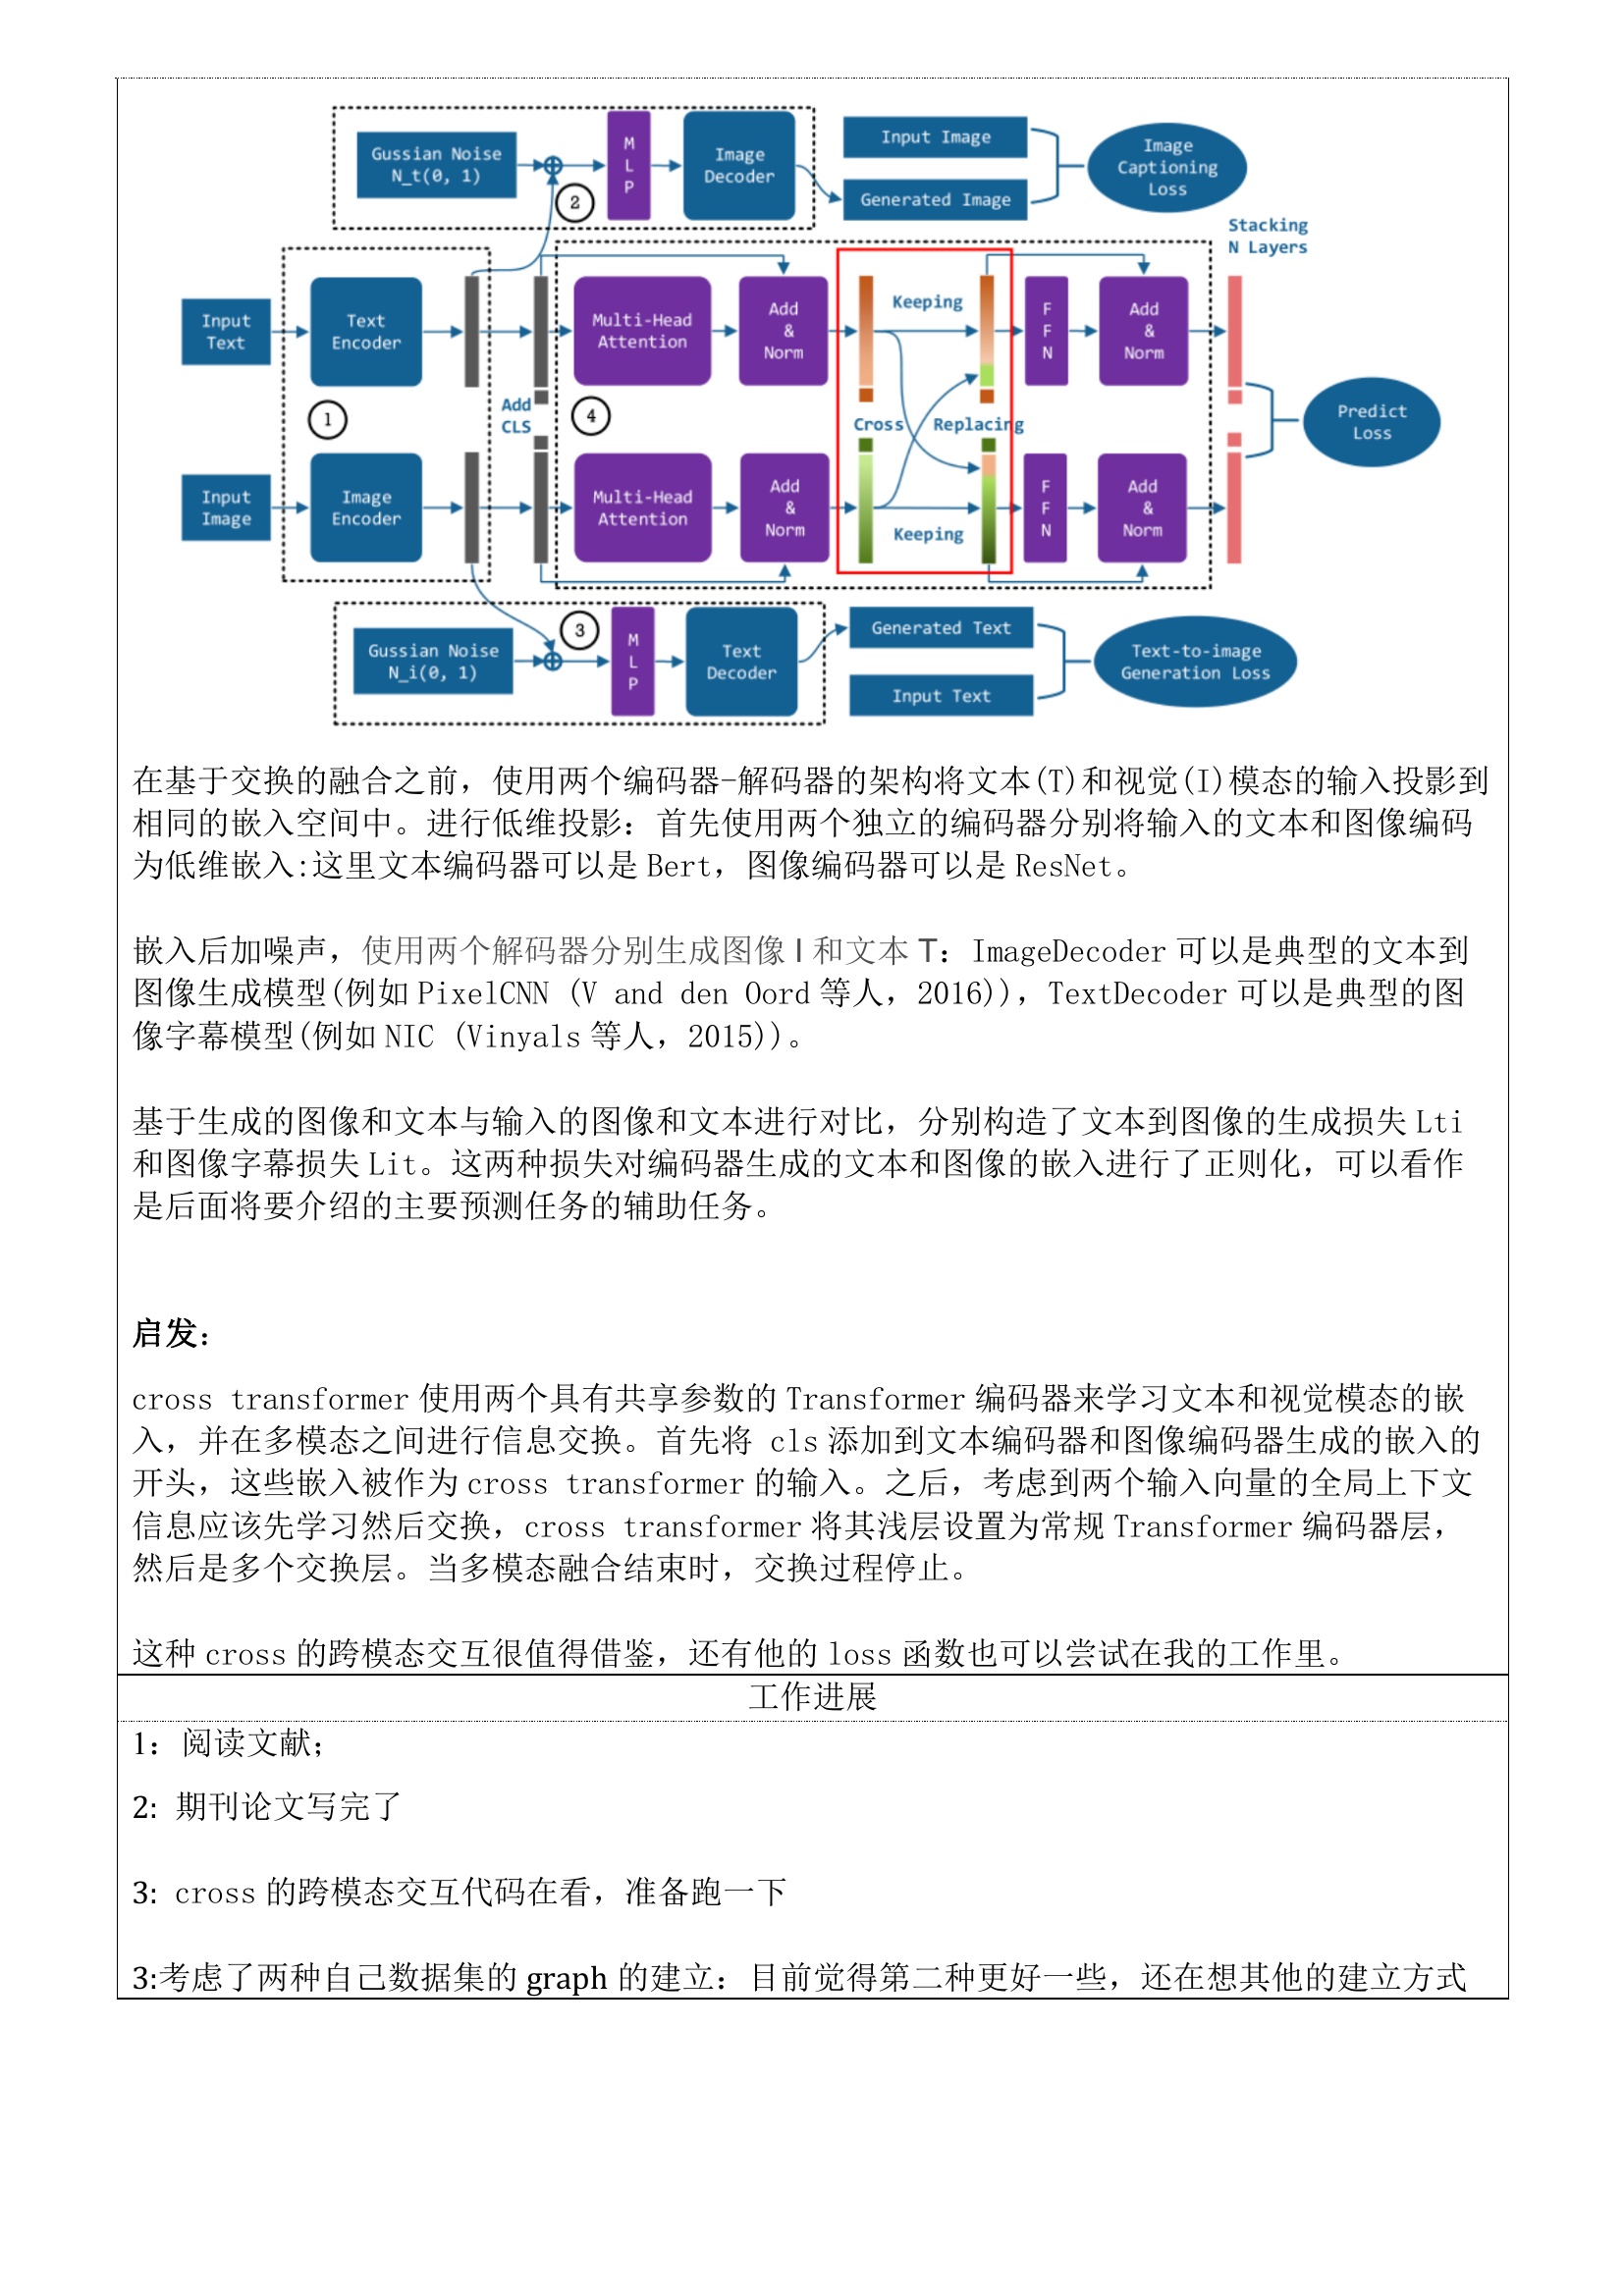 Gussian Noise
N_t(0, 1)
2
M
L
P
Image
Decoder
Input Image
Generated Image
Image
Captioning
Loss
Stacking
N Layers
Input
Text
Text
Encoder
Multi-Head
Attention
Add
&
Norm
Keeping
F
F
N
Add
&
Norm
1
Add
CLS
4
Cross Replacing
Predict
Loss
Input
Image
Image
Encoder
Multi-Head
Attention
Add
&
Norm
Keeping
F
F
N
Add
&
Norm
Gussian Noise
N_i(0, 1)
3
M
L
P
Text
Decoder
Generated Text
Input Text
Text-to-image
Generation Loss
在基于交换的融合之前，使用两个编码器-解码器的架构将文本(T)和视觉(I)模态的输入投影到
相同的嵌入空间中。进行低维投影：首先使用两个独立的编码器分别将输入的文本和图像编码
为低维嵌入:这里文本编码器可以是 Bert，图像编码器可以是 ResNet。
嵌入后加噪声，使用两个解码器分别生成图像 I 和文本 T：ImageDecoder 可以是典型的文本到
图像生成模型(例如 PixelCNN (V and den Oord 等人，2016))，TextDecoder 可以是典型的图
像字幕模型(例如 NIC (Vinyals 等人，2015))。
基于生成的图像和文本与输入的图像和文本进行对比，分别构造了文本到图像的生成损失 Lti
和图像字幕损失 Lit。这两种损失对编码器生成的文本和图像的嵌入进行了正则化，可以看作
是后面将要介绍的主要预测任务的辅助任务。
启发：
cross transformer 使用两个具有共享参数的 Transformer 编码器来学习文本和视觉模态的嵌
入，并在多模态之间进行信息交换。首先将 cls 添加到文本编码器和图像编码器生成的嵌入的
开头，这些嵌入被作为 cross transformer 的输入。之后，考虑到两个输入向量的全局上下文
信息应该先学习然后交换，cross transformer 将其浅层设置为常规 Transformer 编码器层，
然后是多个交换层。当多模态融合结束时，交换过程停止。
这种 cross 的跨模态交互很值得借鉴，还有他的 loss 函数也可以尝试在我的工作里。
工作进展
1：阅读文献；
2: 期刊论文写完了
3: cross 的跨模态交互代码在看，准备跑一下
3:考虑了两种自己数据集的 graph 的建立：目前觉得第二种更好一些，还在想其他的建立方式